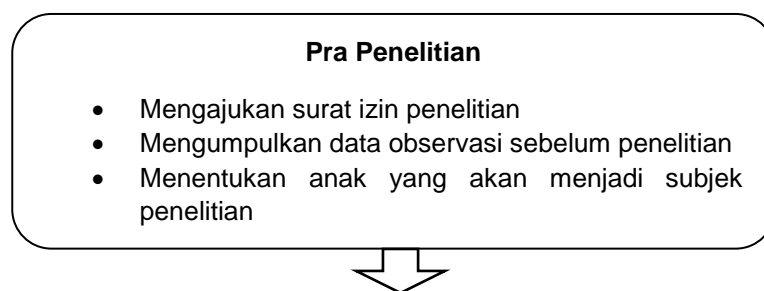 Pra Penelitian
• Mengajukan surat izin penelitian
• Mengumpulkan data observasi sebelum penelitian
• Menentukan anak yang akan menjadi subjek
penelitian